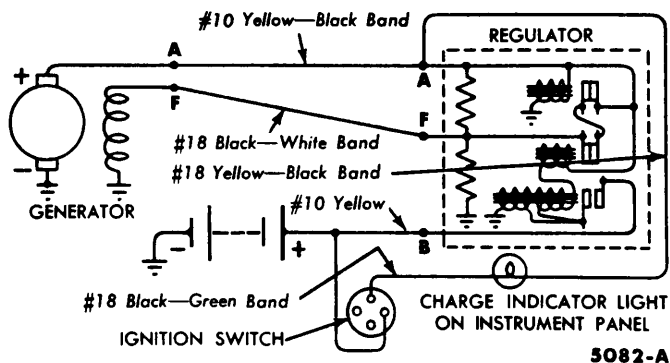 #10 Yellow—Black Band
REGULATOR
A
A
+
F
F
#18 Black—White Band
#18 Yellow—Black Band
-
GENERATOR
#10 Yellow
-
+
B
#18 Black—Green Band
CHARGE INDICATOR LIGHT
ON INSTRUMENT PANEL
IGNITION SWITCH
5082-A